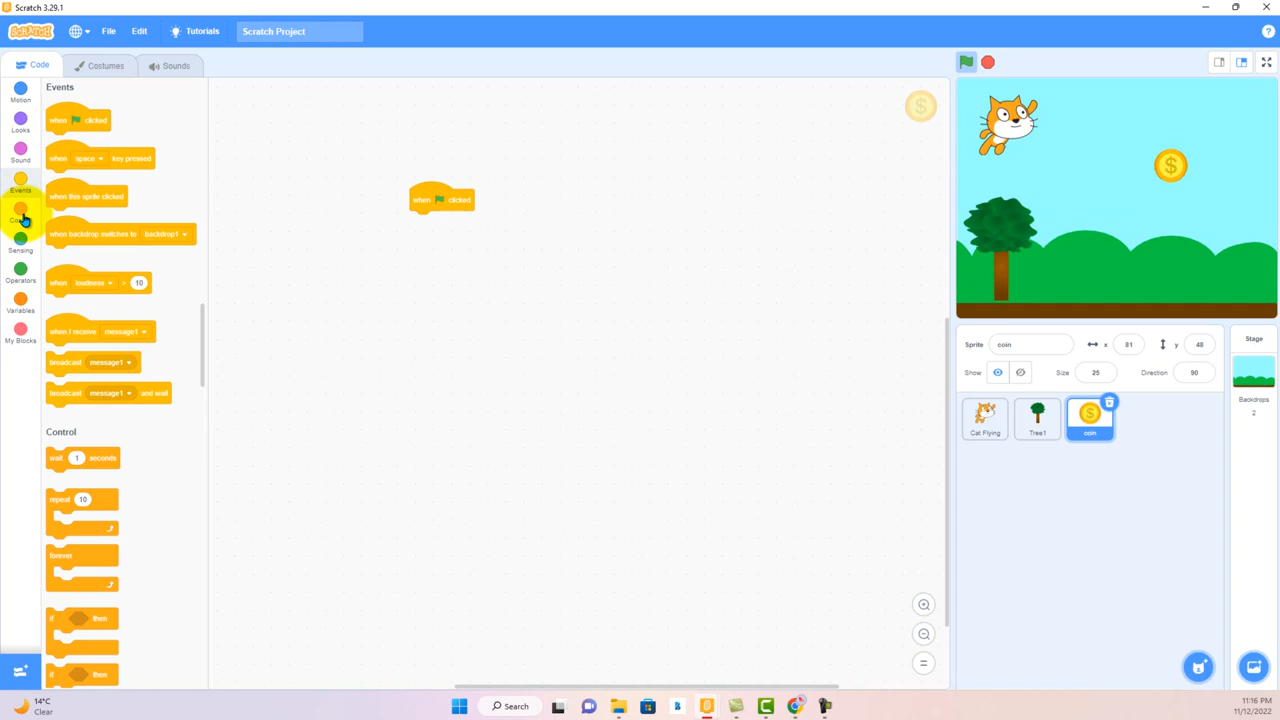 Scratch 3.29.1
SCRATCH File Edit Tutorials Scratch Project ?
Code Costumes Sounds
Motion
Looks
Sound
Events
Sensing
Operators
Variables
My Blocks
Events
when clicked
when space key pressed
when this sprite clicked
when backdrop switches to backdrop1
when loudness > 10
when I receive message1
broadcast message1
broadcast message1 and wait
Control
wait 1 seconds
repeat 10
forever
if then
if then
when clicked
$
$
Sprite coin x 81 y 48
Show Size 25 Direction 90
Cat Flying
Tree1
$
coin
Stage
Backdrops
2
14°C
Clear
Search
11:16 PM
11/12/2022